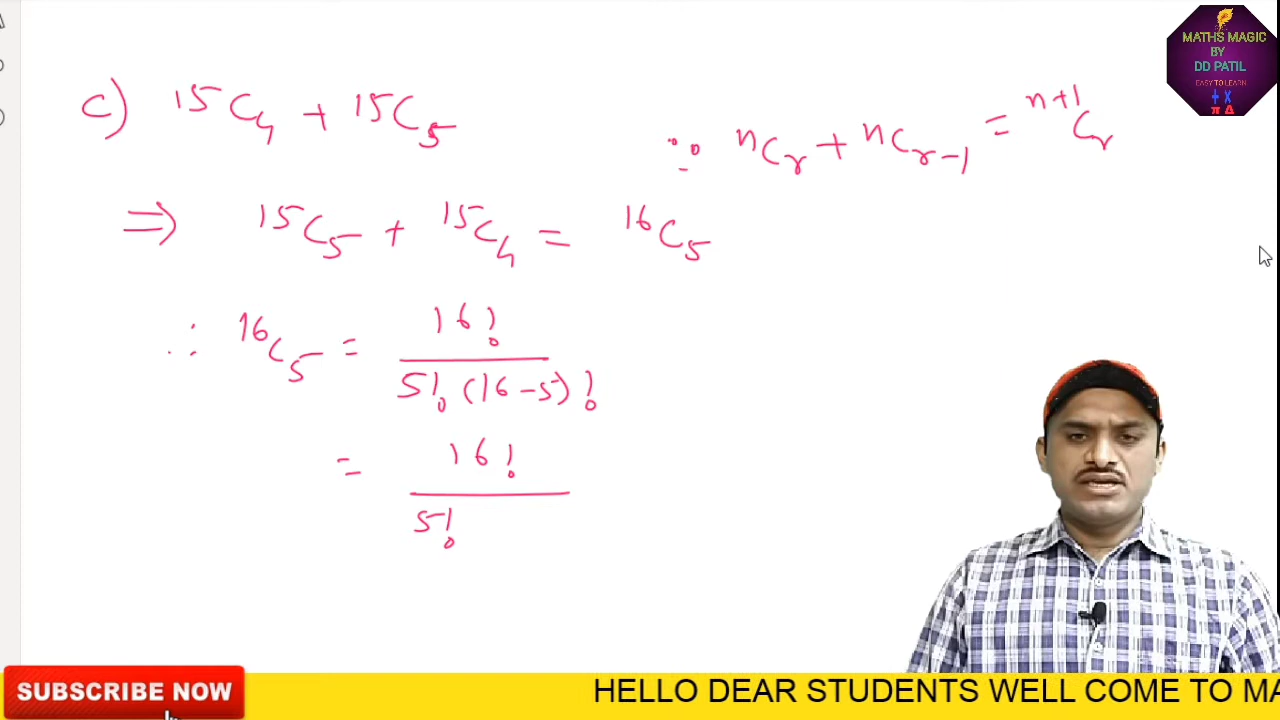 MATHS MAGIC
BY
DD PATIL
EASY TO LEARN
+ X
π Δ
c) ¹⁵C₄ + ¹⁵C₅
∵ ⁿCᵣ + ⁿCᵣ₋₁ = ⁿ⁺¹Cᵣ
⇒ ¹⁵C₅ + ¹⁵C₄ = ¹⁶C₅
∴ ¹⁶C₅ = 16! / 5! (16 - 5)!
= 16! / 5!
SUBSCRIBE NOW
HELLO DEAR STUDENTS WELL COME TO MA